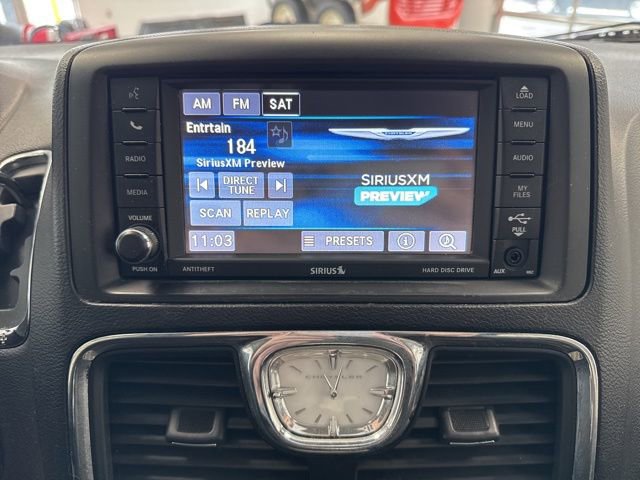 AM FM SAT
Entrtain
184
SiriusXM Preview
DIRECT
TUNE
SCAN REPLAY
11:03
PRESETS
SIRIUSXM
PREVIEW
CHRYSLER
RADIO
MEDIA
VOLUME
PUSH ON
ANTITHEFT
SIRIUS
HARD DISC DRIVE
LOAD
MENU
AUDIO
MY
FILES
PULL
AUX
CHRYSLER